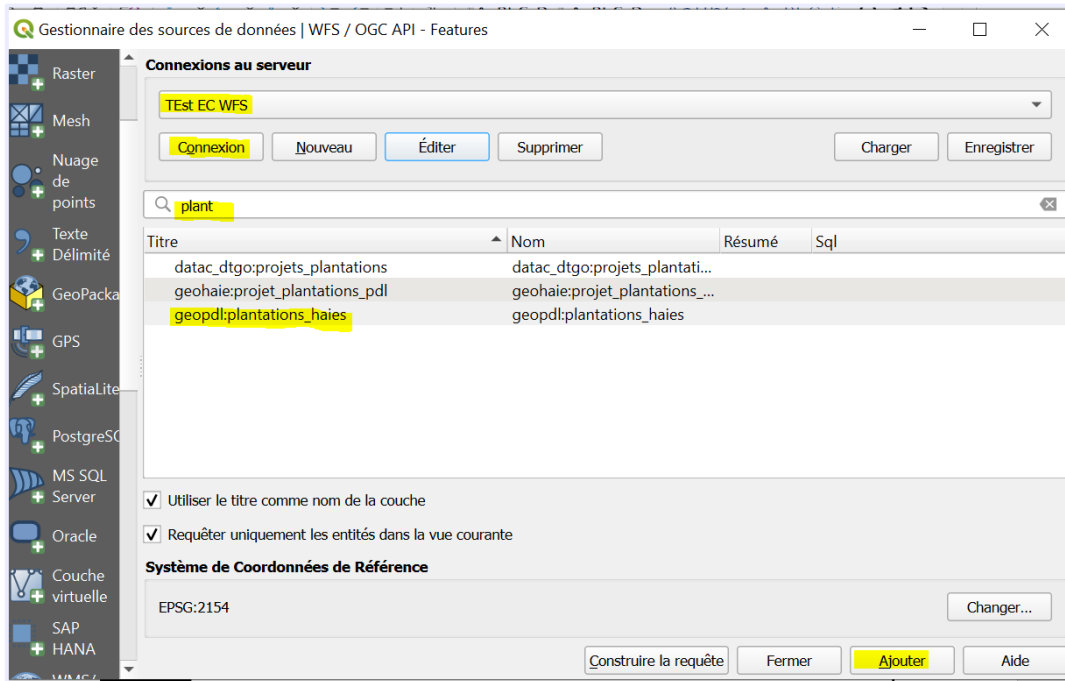 Gestionnaire des sources de données | WFS / OGC API - Features
Raster
Mesh
Nuage
de
points
Texte
Délimité
GeoPacka
GPS
SpatiaLite
PostgreSQ
MS SQL
Server
Oracle
Couche
virtuelle
SAP
HANA
WMS/
Connexions au serveur
TEst EC WFS
Connexion Nouveau Éditer Supprimer Charger Enregistrer
plant
Titre Nom Résumé Sql
datac_dtgo:projets_plantations datac_dtgo:projets_plantati...
geohaie:projet_plantations_pdl geohaie:projet_plantations_...
geopdl:plantations_haies geopdl:plantations_haies
Utiliser le titre comme nom de la couche
Requêter uniquement les entités dans la vue courante
Système de Coordonnées de Référence
EPSG:2154 Changer...
Construire la requête Fermer Ajouter Aide